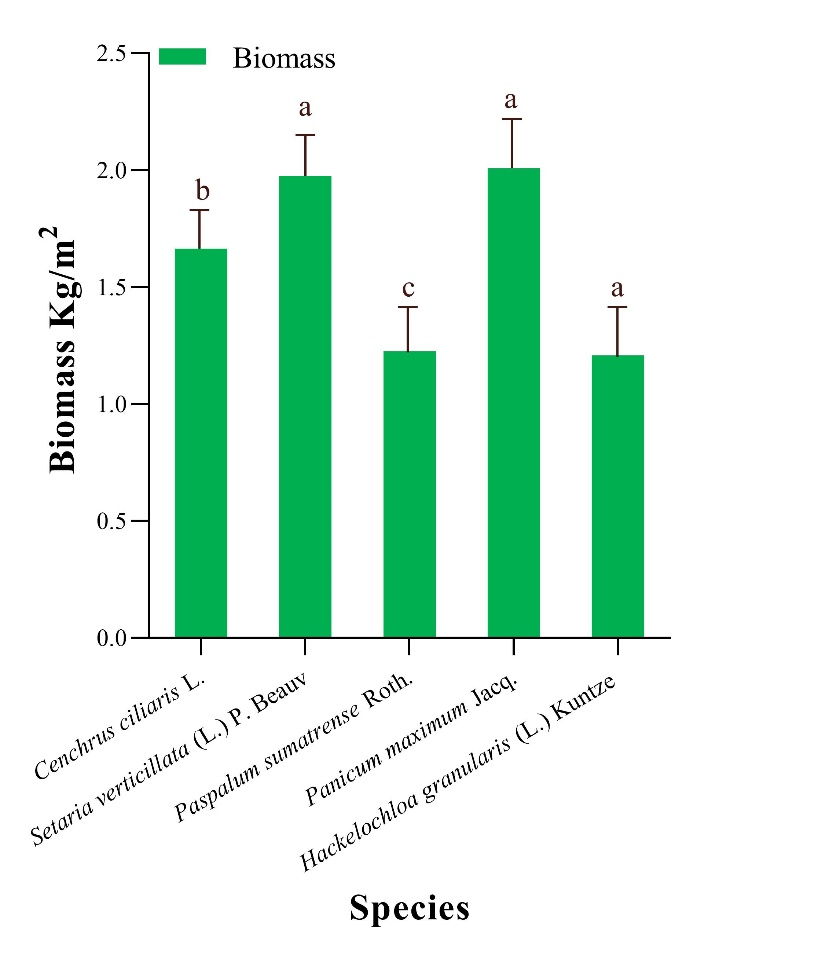 Biomass
2.5
2.0
1.5
1.0
0.5
0.0
Biomass Kg/m²
b
a
c
a
a
Cenchrus ciliaris L.
Setaria verticillata (L.) P. Beauv
Paspalum sumatrense Roth.
Panicum maximum Jacq.
Hackelochloa granularis (L.) Kuntze
Species